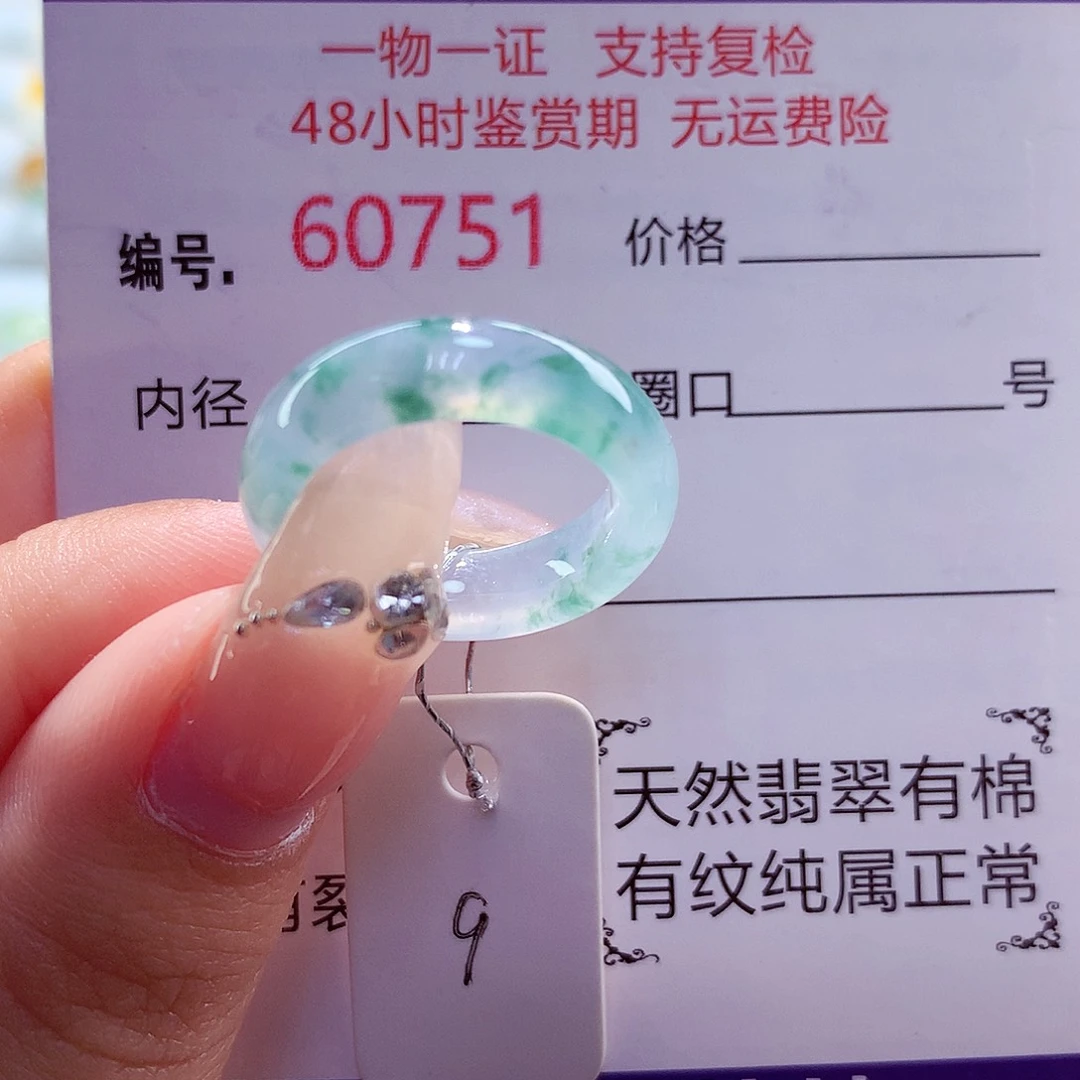 一物一证 支持复检
48小时鉴赏期 无运费险
编号. 60751 价格
内径 圈口 号
天然翡翠有棉
有纹纯属正常
有裂
9